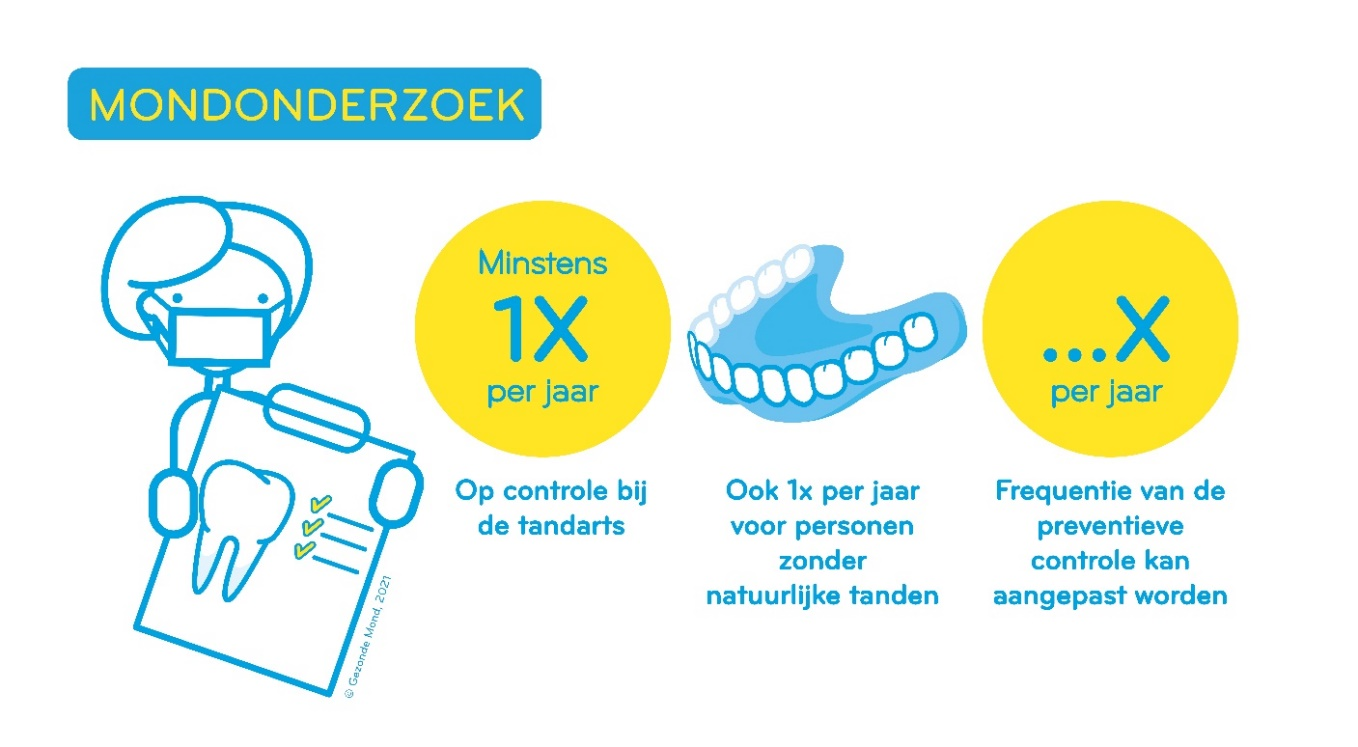 MONDONDERZOEK
Minstens
1X
per jaar
Op controle bij
de tandarts
Ook 1x per jaar
voor personen
zonder
natuurlijke tanden
...X
per jaar
Frequentie van de
preventieve
controle kan
aangepast worden
© Gezonde Mond, 2021